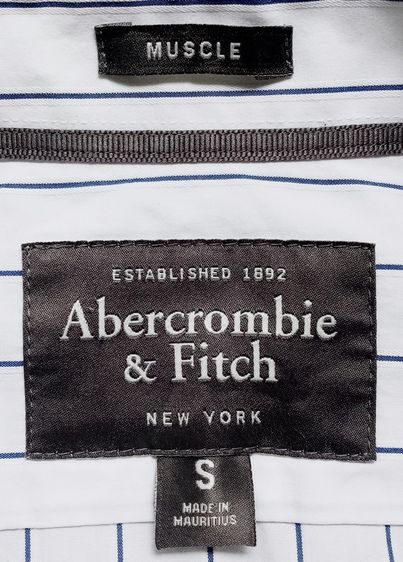 MUSCLE
ESTABLISHED 1892
Abercrombie
& Fitch
NEW YORK
S
MADE IN
MAURITIUS